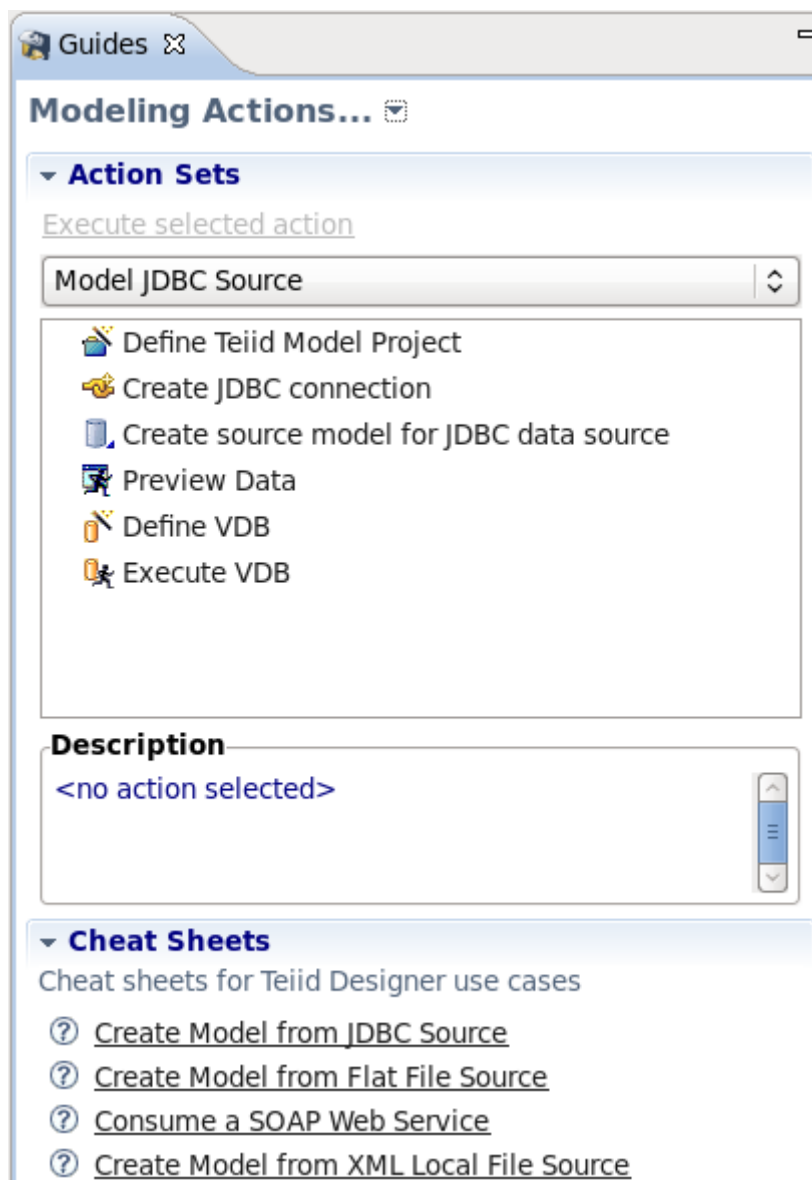 Guides
Modeling Actions...
Action Sets
Execute selected action
Model JDBC Source
Define Teiid Model Project
Create JDBC connection
Create source model for JDBC data source
Preview Data
Define VDB
Execute VDB
Description
<no action selected>
Cheat Sheets
Cheat sheets for Teiid Designer use cases
Create Model from JDBC Source
Create Model from Flat File Source
Consume a SOAP Web Service
Create Model from XML Local File Source